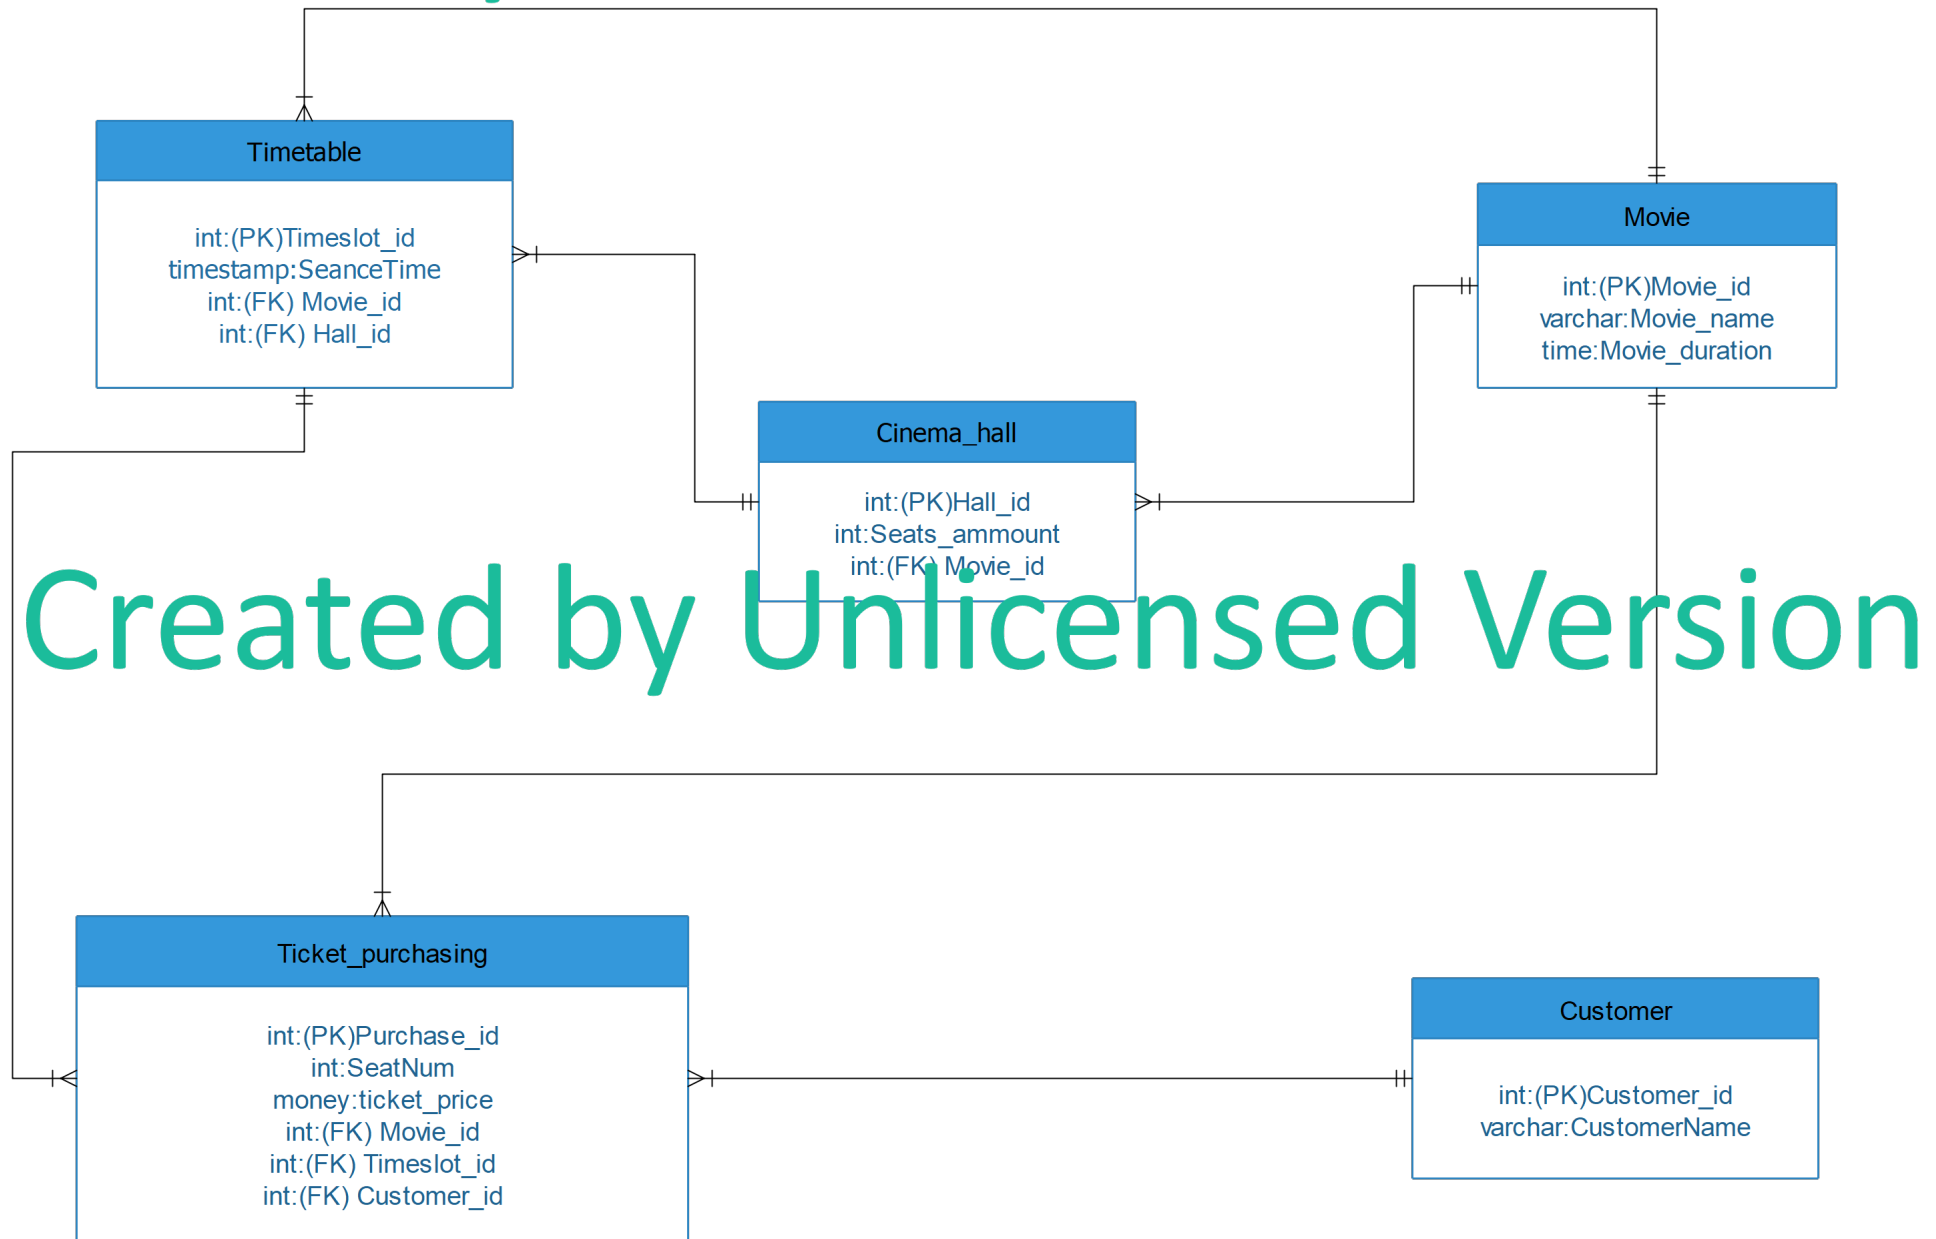 Timetable
int:(PK)Timeslot_id
timestamp:SeanceTime
int:(FK) Movie_id
int:(FK) Hall_id
Movie
int:(PK)Movie_id
varchar:Movie_name
time:Movie_duration
Cinema_hall
int:(PK)Hall_id
int:Seats_ammount
int:(FK) Movie_id
Created by Unlicensed Version
Ticket_purchasing
int:(PK)Purchase_id
int:SeatNum
money:ticket_price
int:(FK) Movie_id
int:(FK) Timeslot_id
int:(FK) Customer_id
Customer
int:(PK)Customer_id
varchar:CustomerName